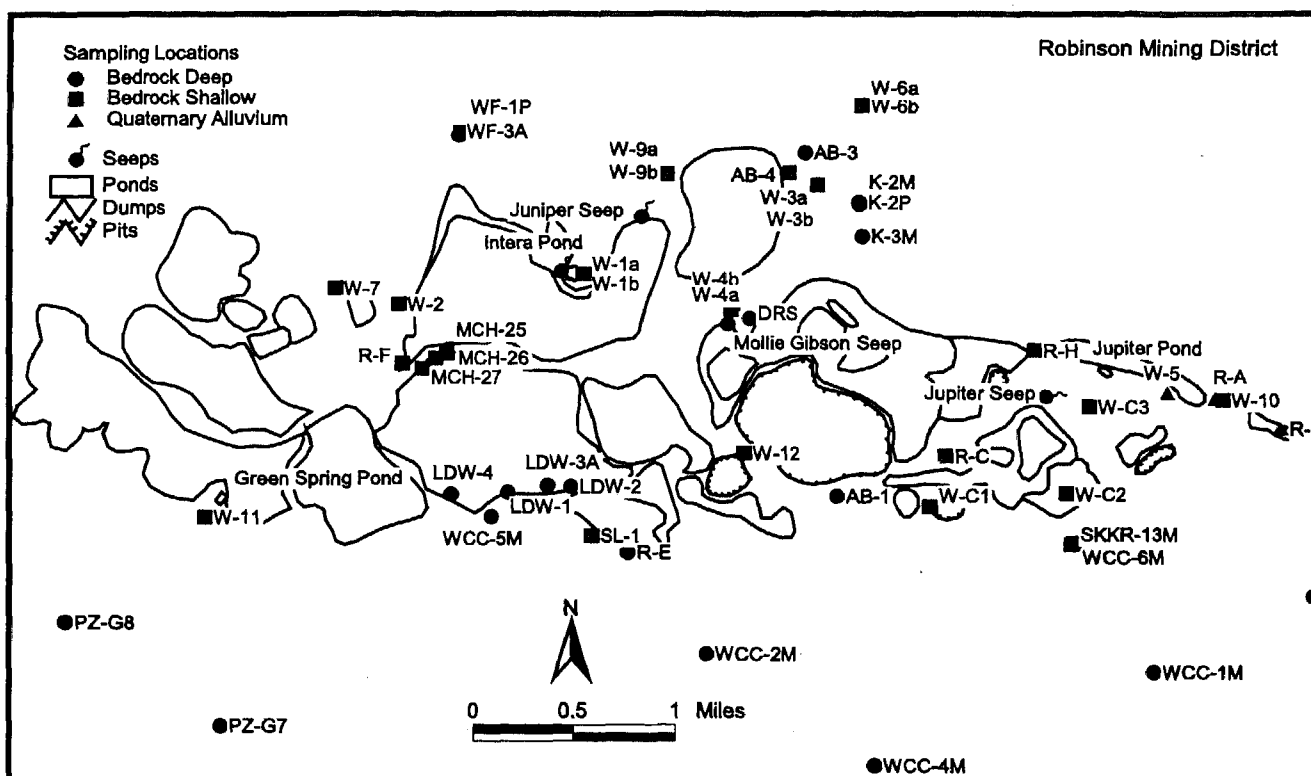 Robinson Mining District
Sampling Locations
Bedrock Deep
Bedrock Shallow
Quaternary Alluvium
Seeps
Ponds
Dumps
Pits
WF-1P
WF-3A
W-6a
W-6b
W-9a
W-9b
AB-3
AB-4
W-3a
W-3b
K-2M
K-2P
K-3M
Juniper Seep
Intera Pond
W-1a
W-1b
W-4b
W-4a
DRS
Mollie Gibson Seep
W-7
W-2
MCH-25
R-F
MCH-26
MCH-27
R-H
Jupiter Pond
W-5
R-A
W-10
Jupiter Seep
W-C3
R-
W-12
R-C
Green Spring Pond
LDW-4
LDW-3A
LDW-2
LDW-1
AB-1
W-C1
W-C2
W-11
WCC-5M
SL-1
R-E
SKKR-13M
WCC-6M
PZ-G8
N
WCC-2M
WCC-1M
0 0.5 1 Miles
PZ-G7
WCC-4M